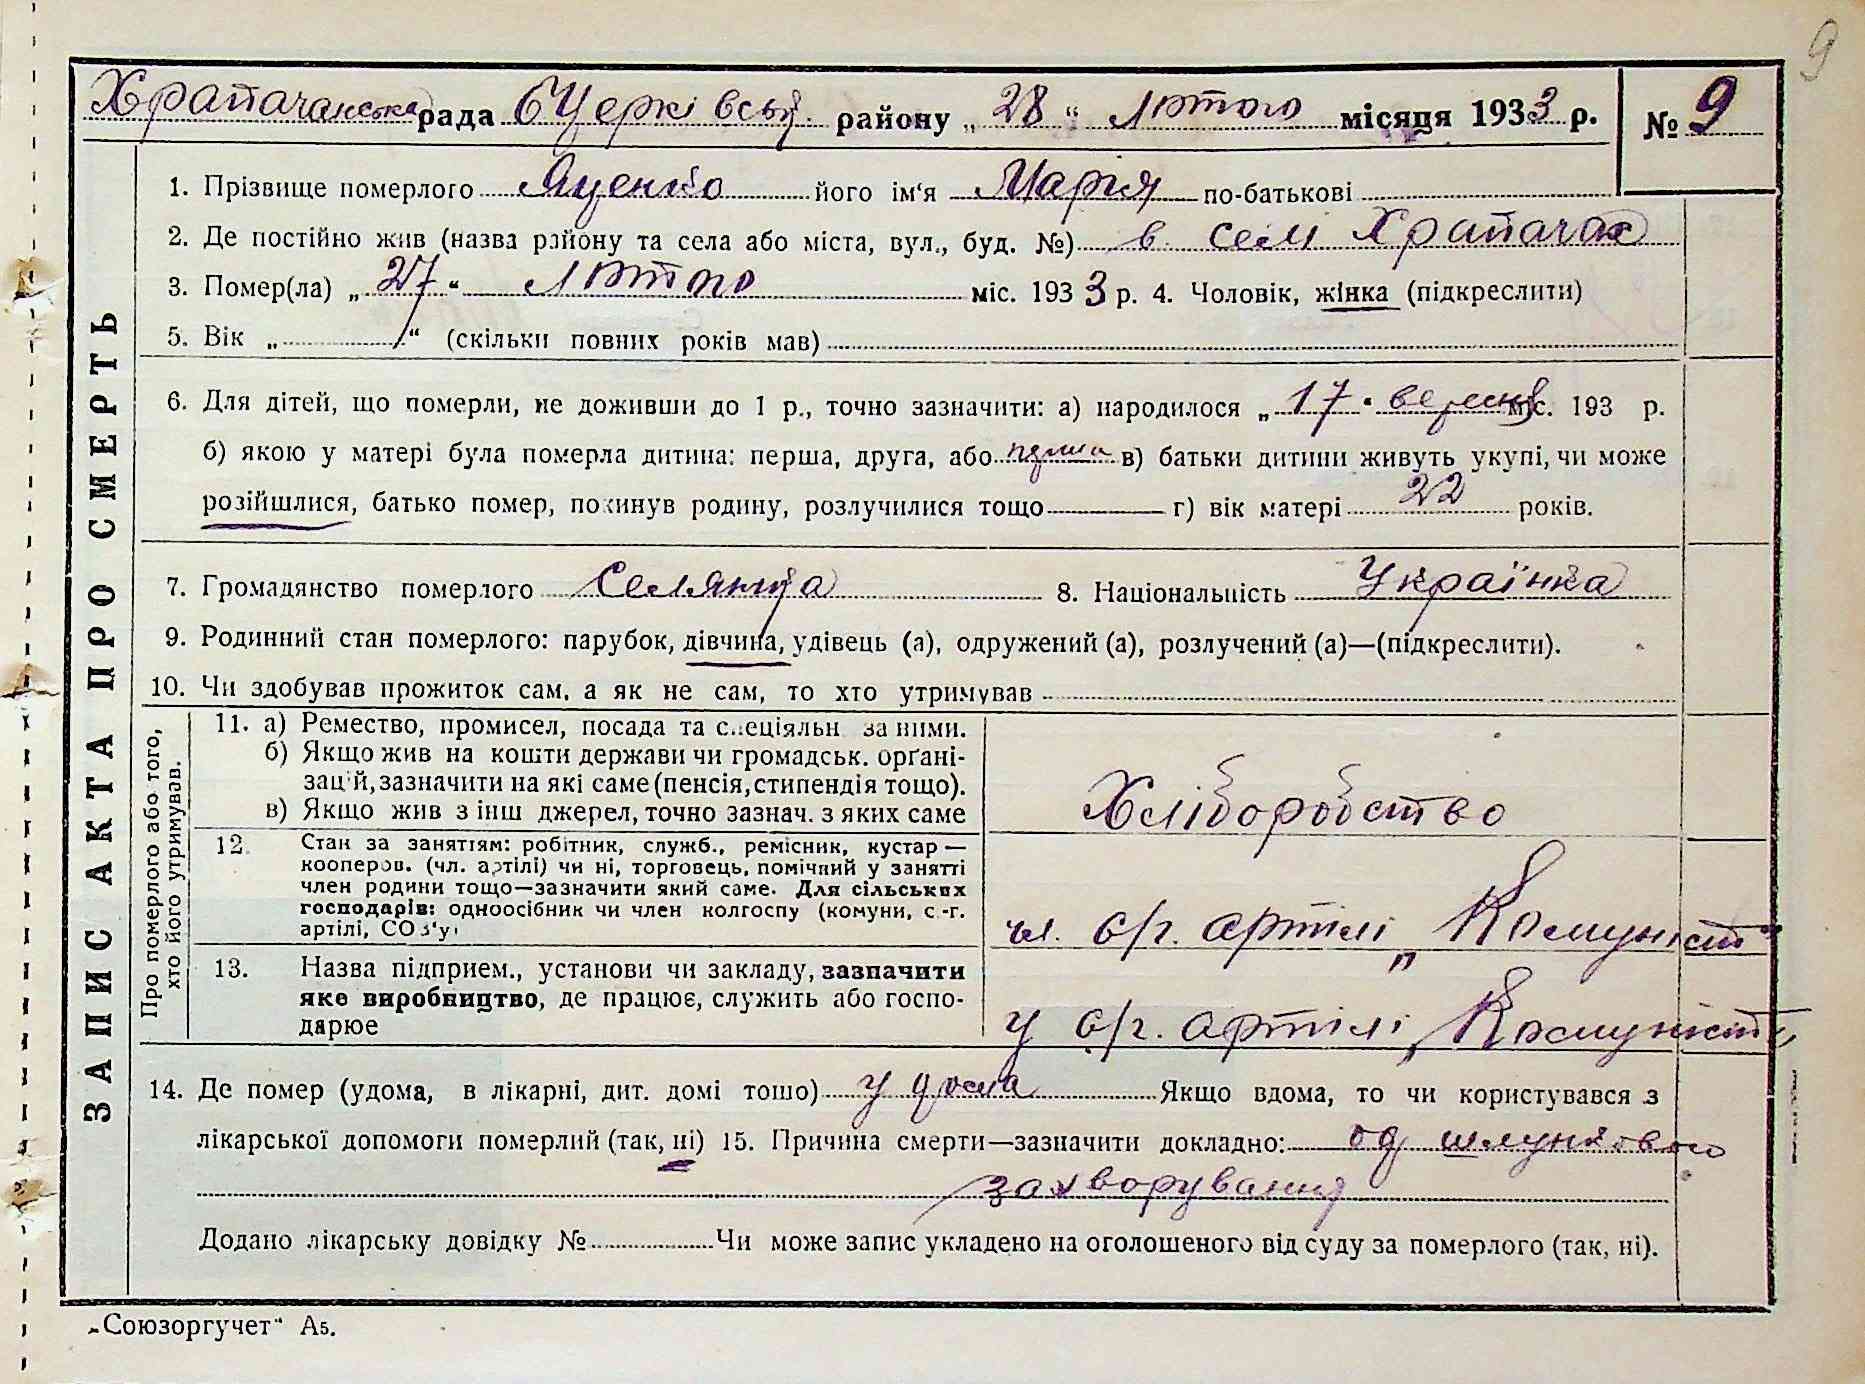 9
Храпачанська рада бЦерківськ. району „28“ Лютого місяця 1933 р. № 9
ЗАПИС АКТА ПРО СМЕРТЬ
1. Прізвище померлого Яценко його ім'я Марія по-батькові
2. Де постійно жив (назва району та села або міста, вул., буд. №) в селі Храпачах
3. Помер(ла) „27“ Лютого міс. 1933 р. 4. Чоловік, жінка (підкреслити)
5. Вік „ “ (скільки повних років мав)
6. Для дітей, що померли, не доживши до 1 р., точно зазначити: а) народилося „17“ вересня міс. 193 р.
б) якою у матері була померла дитина: перша, друга, або перша в) батьки дитини живуть укупі, чи може
розійшлися, батько помер, покинув родину, розлучилися тощо г) вік матері 22 років.
7. Громадянство померлого Селянка 8. Національність Українка
9. Родинний стан померлого: парубок, дівчина, удівець (а), одружений (а), розлучений (а)—(підкреслити).
10. Чи здобував прожиток сам, а як не сам, то хто утримував
Про померлого або того, хто його утримував.
11. а) Ремество, промисел, посада та спеціяльн за ними.
б) Якщо жив на кошти держави чи громадськ. орґані-
зацій, зазначити на які саме (пенсія, стипендія тощо).
в) Якщо жив з інш джерел, точно зазнач. з яких саме
Хліборобство
12. Стан за заняттям: робітник, служб., ремісник, кустар —
кооперов. (чл. артілі) чи ні, торговець, помічний у занятті
член родини тощо—зазначити який саме. Для сільських
господарів: одноосібник чи член колгоспу (комуни, с.-г.
артілі, СОЗ'у)
чл. с/г. артілі „Комуніст“
13. Назва підприєм., установи чи закладу, зазначити
яке виробництво, де працює, служить або госпо-
дарює
у с/г. артілі „Комуніст“
14. Де помер (удома, в лікарні, дит. домі тощо) у дома Якщо вдома, то чи користувався з
лікарської допомоги померлий (так, ні) 15. Причина смерти—зазначити докладно: од шлункового
захворування
Додано лікарську довідку № Чи може запис укладено на оголошеного від суду за померлого (так, ні).
„Союзоргучет“ А5.